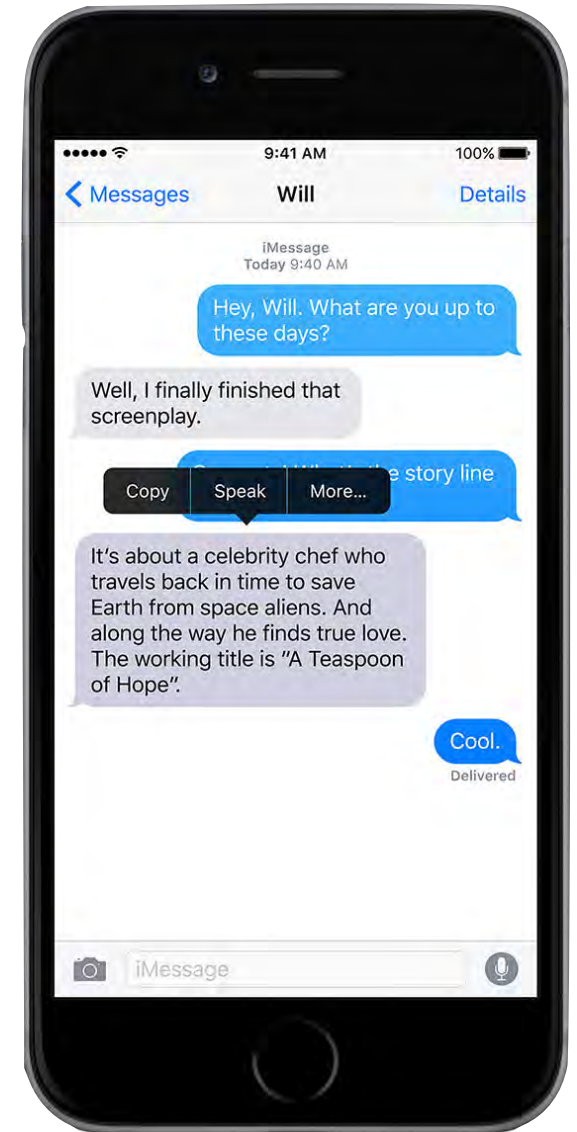 9:41 AM
100%
Messages
Will
Details
iMessage
Today 9:40 AM
Hey, Will. What are you up to
these days?
Well, I finally finished that
screenplay.
story line
Copy
Speak
More...
It's about a celebrity chef who
travels back in time to save
Earth from space aliens. And
along the way he finds true love.
The working title is "A Teaspoon
of Hope".
Cool.
Delivered
iMessage